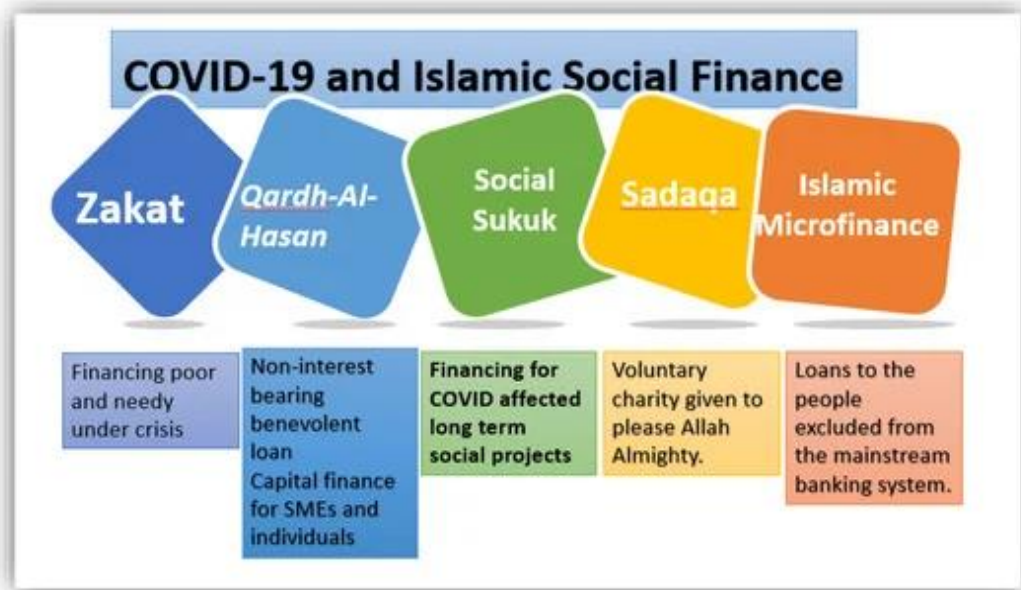 COVID-19 and Islamic Social Finance
Zakat
Qardh-Al-
Hasan
Social
Sukuk
Sadaqa
Islamic
Microfinance
Financing poor
and needy
under crisis
Non-interest
bearing
benevolent
loan
Capital finance
for SMEs and
individuals
Financing for
COVID affected
long term
social projects
Voluntary
charity given to
please Allah
Almighty.
Loans to the
people
excluded from
the mainstream
banking system.